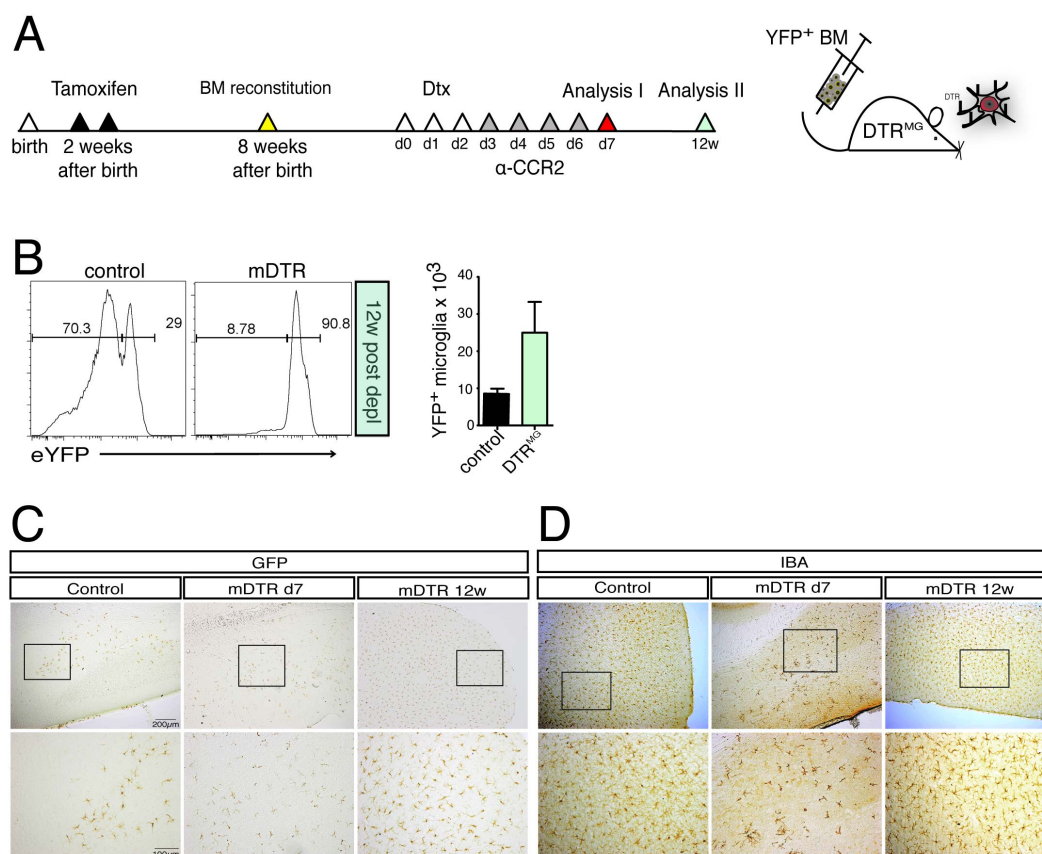 A
Tamoxifen
BM reconstitution
Dtx
Analysis I
Analysis II
birth
2 weeks
after birth
8 weeks
after birth
d0 d1 d2 d3 d4 d5 d6 d7
12w
α-CCR2
YFP+ BM
DTR
DTRMG
B
control
mDTR
70.3
29
8.78
90.8
12w post depl
eYFP
YFP+ microglia x 103
40
30
20
10
0
control
DTRMG
C
GFP
Control
mDTR d7
mDTR 12w
200µm
100µm
D
IBA
Control
mDTR d7
mDTR 12w